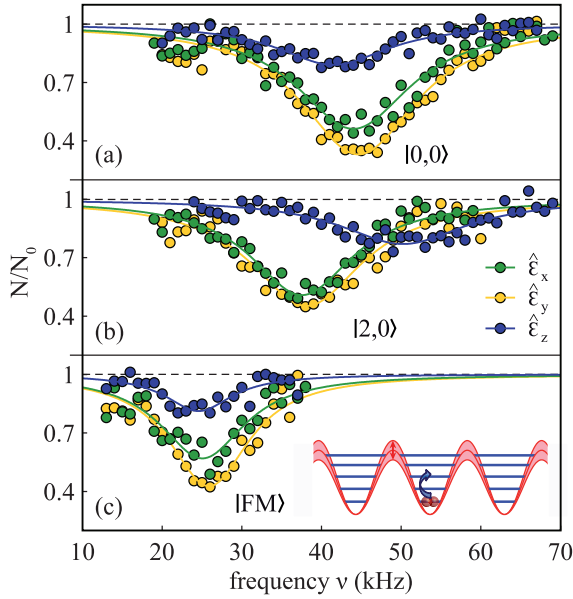 1
0.7
0.4
(a)
|0,0⟩
1
0.7
0.4
N/N₀
(b)
|2,0⟩
ε̂ₓ
ε̂ᵧ
ε̂_z
1
0.7
0.4
(c)
|FM⟩
10 20 30 40 50 60 70
frequency ν (kHz)